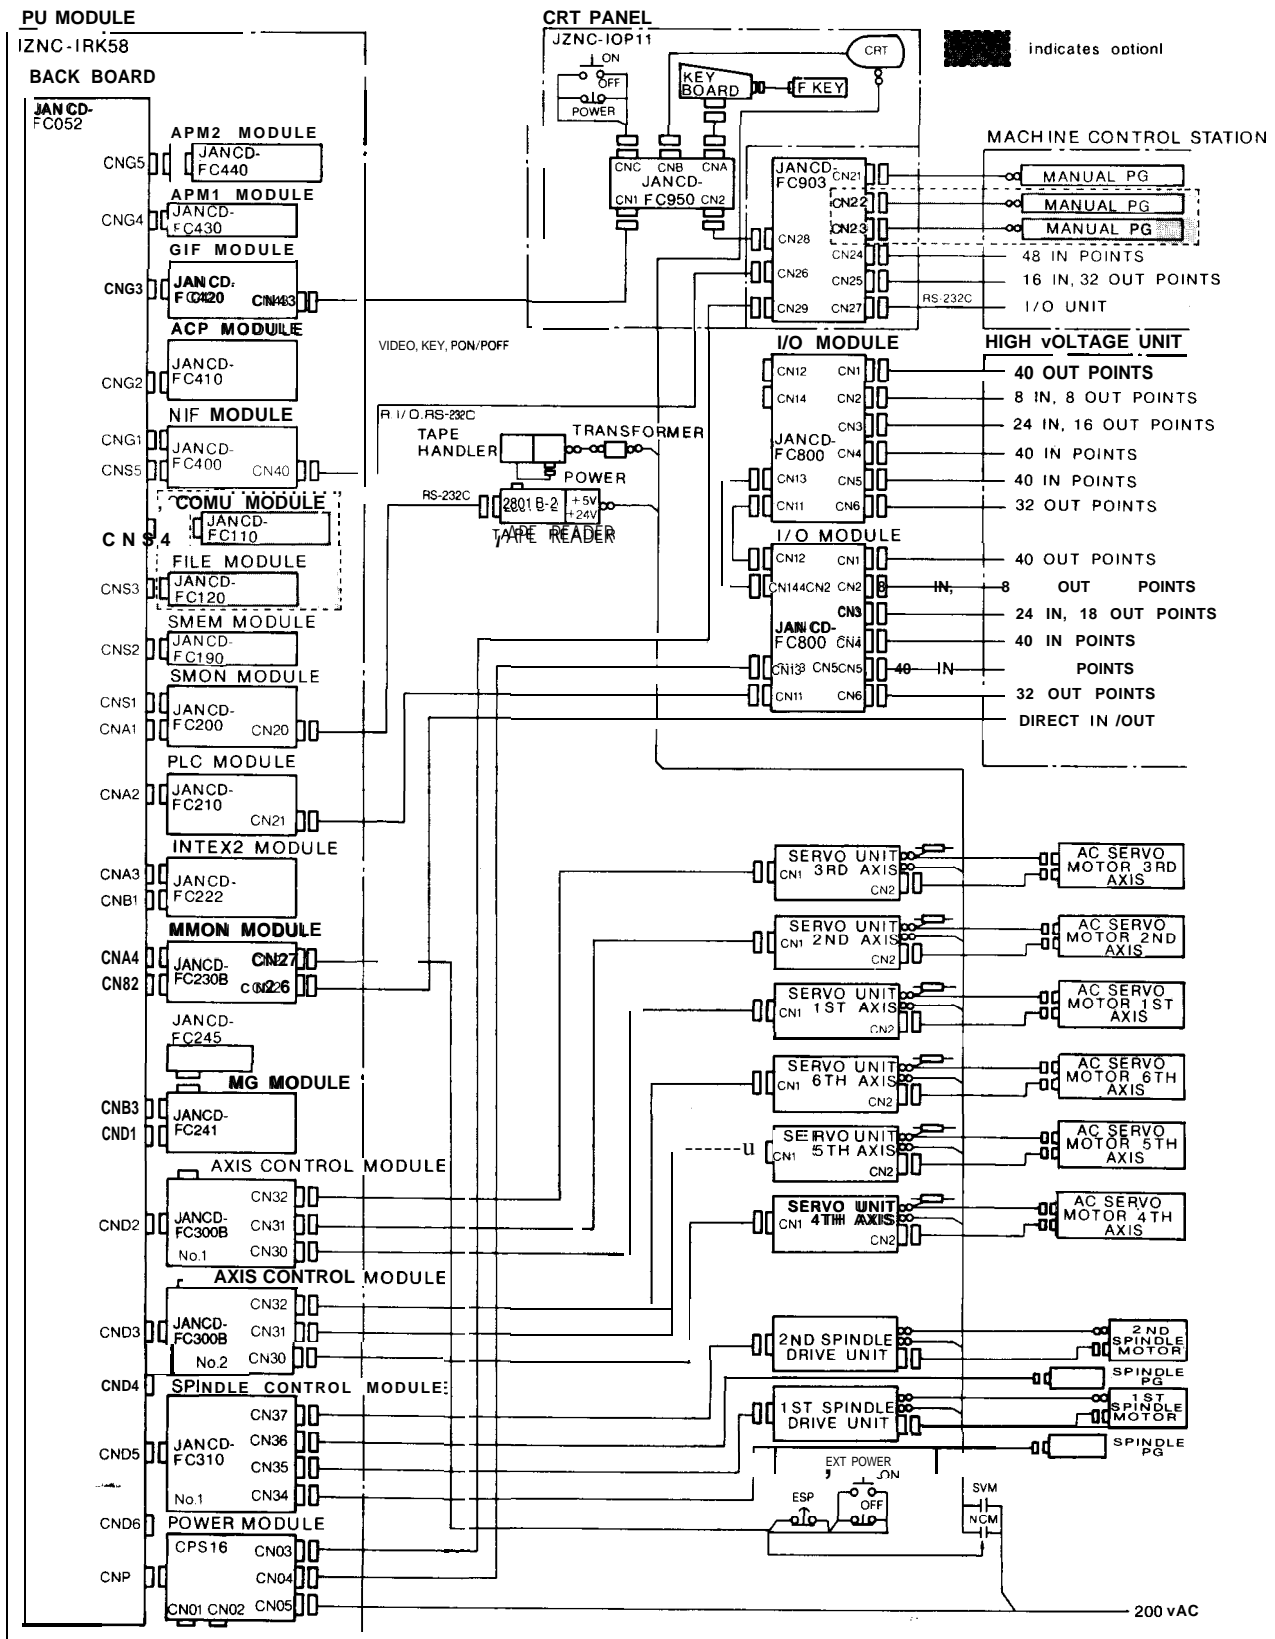 PU MODULE
IZNC-IRK58
BACK BOARD
JANCD-
FC052
APM2 MODULE
CNG5
JANCD-
FC440
APM1 MODULE
CNG4
JANCD-
FC430
GIF MODULE
CNG3
JANCD-
FC420
CN43
ACP MODULE
JANCD-
FC410
CNG2
NIF MODULE
CNG1
JANCD-
FC400
CNS5
CN40
COMU MODULE
JANCD-
FC110
CNS4
FILE MODULE
CNS3
JANCD-
FC120
SMEM MODULE
CNS2
JANCD-
FC190
SMON MODULE
CNS1
JANCD-
FC200
CNA1
CN20
PLC MODULE
CNA2
JANCD-
FC210
CN21
INTEX2 MODULE
CNA3
JANCD-
FC222
CNB1
MMON MODULE
CNA4
CN27
JANCD-
FC230B
CN82
CN26
JANCD-
FC245
MG MODULE
CNB3
JANCD-
FC241
CND1
AXIS CONTROL MODULE
CN32
CND2
JANCD-
FC300B
CN31
No.1
CN30
AXIS CONTROL MODULE
CN32
CND3
JANCD-
FC300B
CN31
No.2
CN30
CND4
SPINDLE CONTROL MODULE
CN37
CN36
CND5
JANCD-
FC310
CN35
No.1
CN34
CND6
POWER MODULE
CPS16
CN03
CNP
CN04
CN01 CN02 CN05
CRT PANEL
JZNC-IOP11
ON
OFF
POWER
KEY
BOARD
F KEY
CRT
CNC CNB CNA
JANCD-
CN1 FC950 CN2
JANCD-
FC903
CN21
CN22
CN23
CN28
CN24
CN26
CN25
CN29
CN27
RS-232C
indicates optionl
MACHINE CONTROL STATION
MANUAL PG
MANUAL PG
MANUAL PG
48 IN POINTS
16 IN, 32 OUT POINTS
I/O UNIT
VIDEO, KEY, PON/POFF
R I/O.RS-232C
TAPE
HANDLER
TRANSFORMER
POWER
RS-232C
2801B-2
+5V
+24V
TAPE READER
I/O MODULE
CN12
CN1
CN14
CN2
CN3
JANCD-
FC800
CN4
CN13
CN5
CN11
CN6
HIGH vOLTAGE UNIT
40 OUT POINTS
8 IN, 8 OUT POINTS
24 IN, 16 OUT POINTS
40 IN POINTS
40 IN POINTS
32 OUT POINTS
I/O MODULE
CN12
CN1
40 OUT POINTS
CN144CN2 CN2
8 IN, 8 OUT POINTS
CN3
24 IN, 18 OUT POINTS
JANCD-
FC800
CN4
40 IN POINTS
CN13
CN5CN5
40 IN POINTS
CN11
CN6
32 OUT POINTS
DIRECT IN /OUT
SERVO UNIT
3RD AXIS
CN1
CN2
AC SERVO
MOTOR 3RD
AXIS
SERVO UNIT
2ND AXIS
CN1
CN2
AC SERVO
MOTOR 2ND
AXIS
SERVO UNIT
1ST AXIS
CN1
CN2
AC SERVO
MOTOR 1ST
AXIS
SERVO UNIT
6TH AXIS
CN1
CN2
AC SERVO
MOTOR 6TH
AXIS
u
SERVO UNIT
5TH AXIS
CN1
CN2
AC SERVO
MOTOR 5TH
AXIS
SERVO UNIT
4TH AXIS
CN1
CN2
AC SERVO
MOTOR 4TH
AXIS
2ND SPINDLE
DRIVE UNIT
2ND
SPINDLE
MOTOR
SPINDLE
PG
1ST SPINDLE
DRIVE UNIT
1ST
SPINDLE
MOTOR
SPINDLE
PG
EXT POWER
ON
ESP
OFF
SVM
NCM
200 vAC